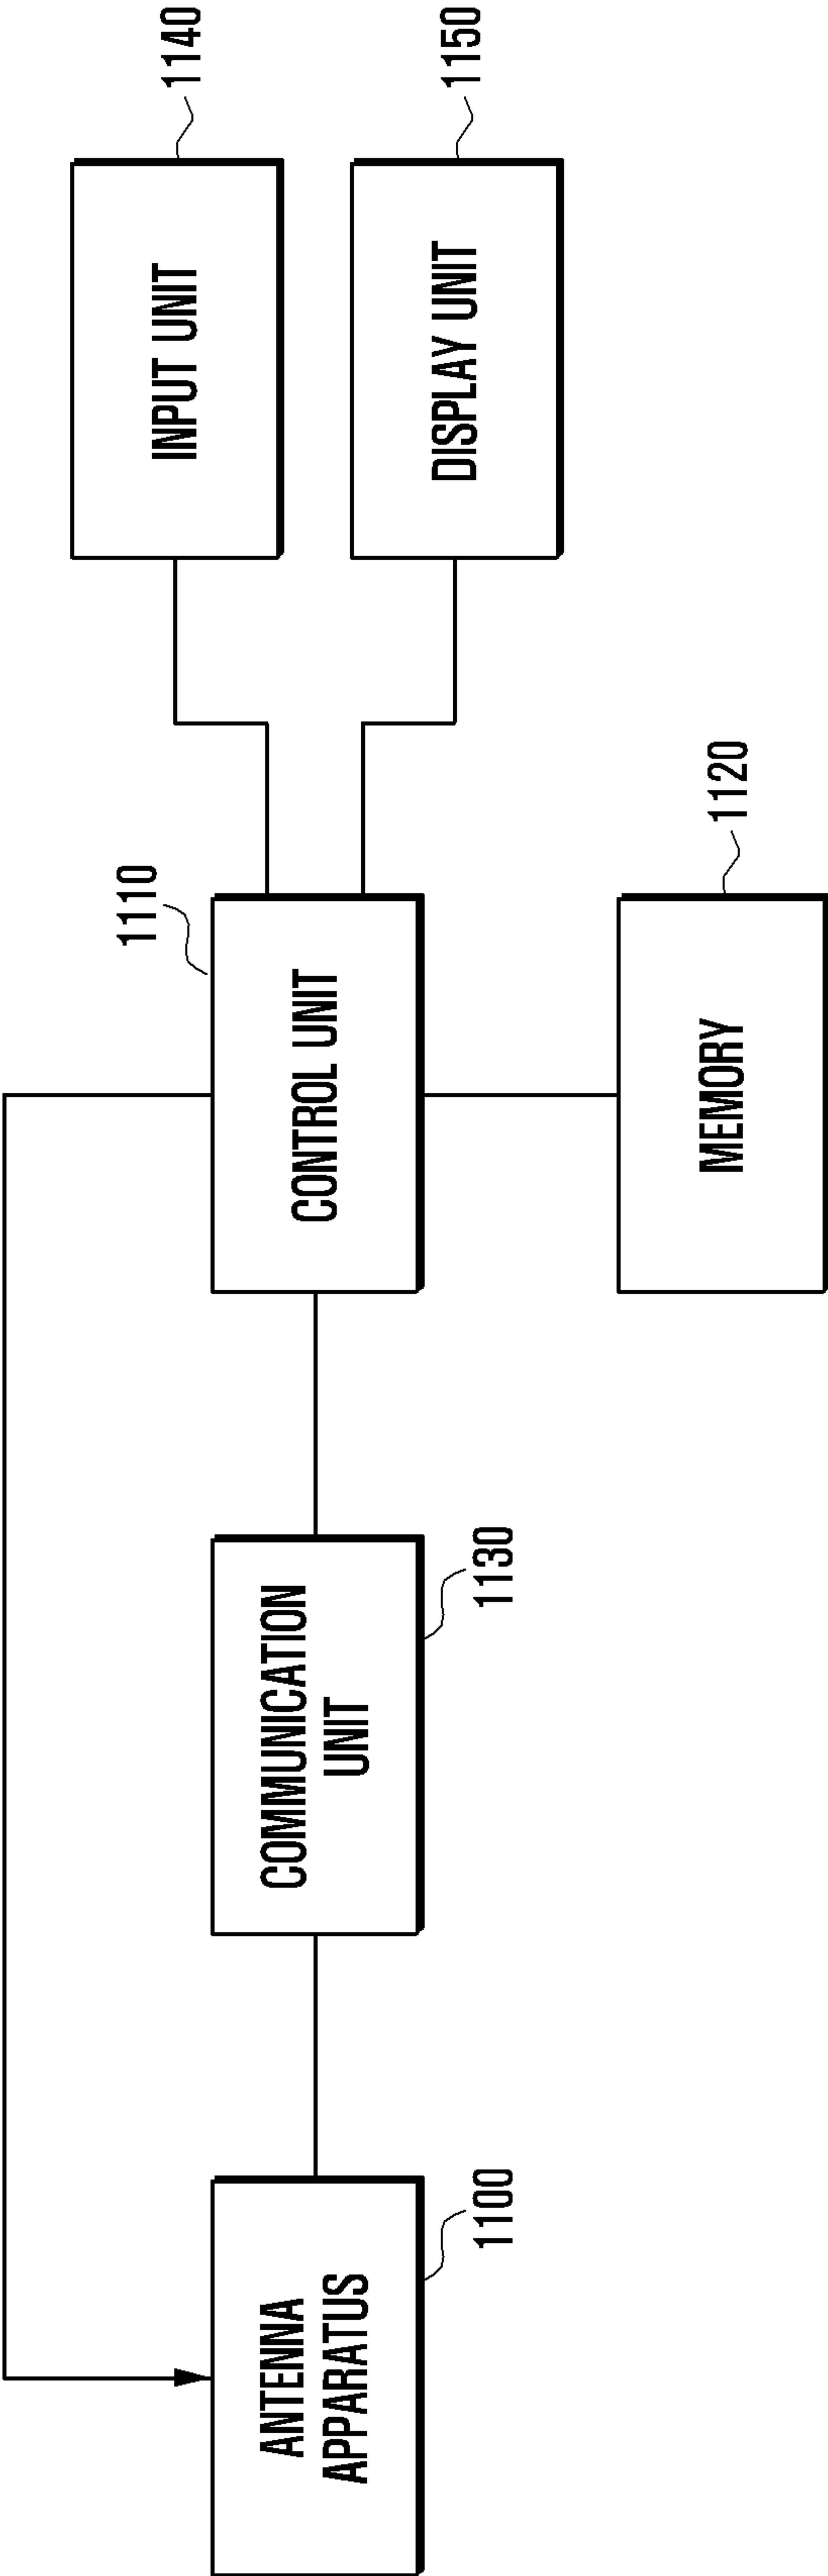 ANTENNA
APPARATUS
1100
COMMUNICATION
UNIT
1130
1110
CONTROL UNIT
INPUT UNIT
1140
DISPLAY UNIT
1150
MEMORY
1120